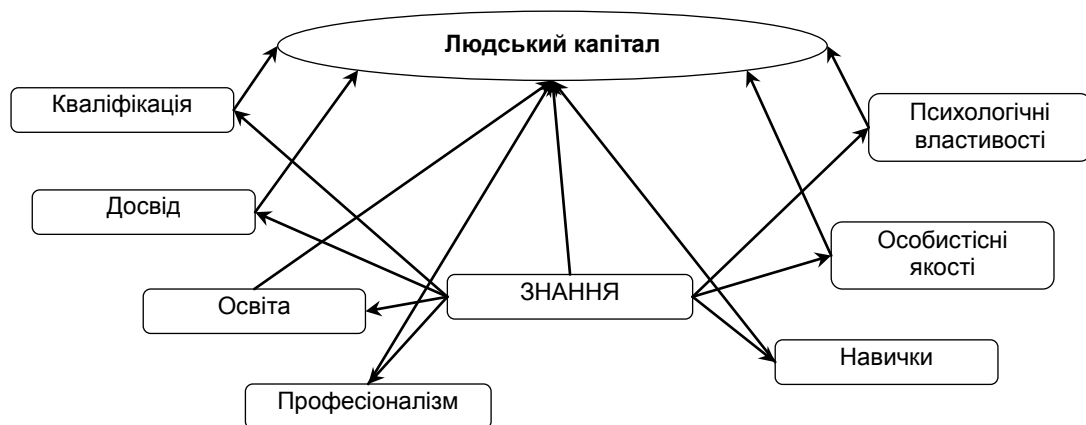 Людський капітал
Кваліфікація
Психологічні
властивості
Досвід
Особистісні
якості
Освіта
ЗНАННЯ
Навички
Професіоналізм